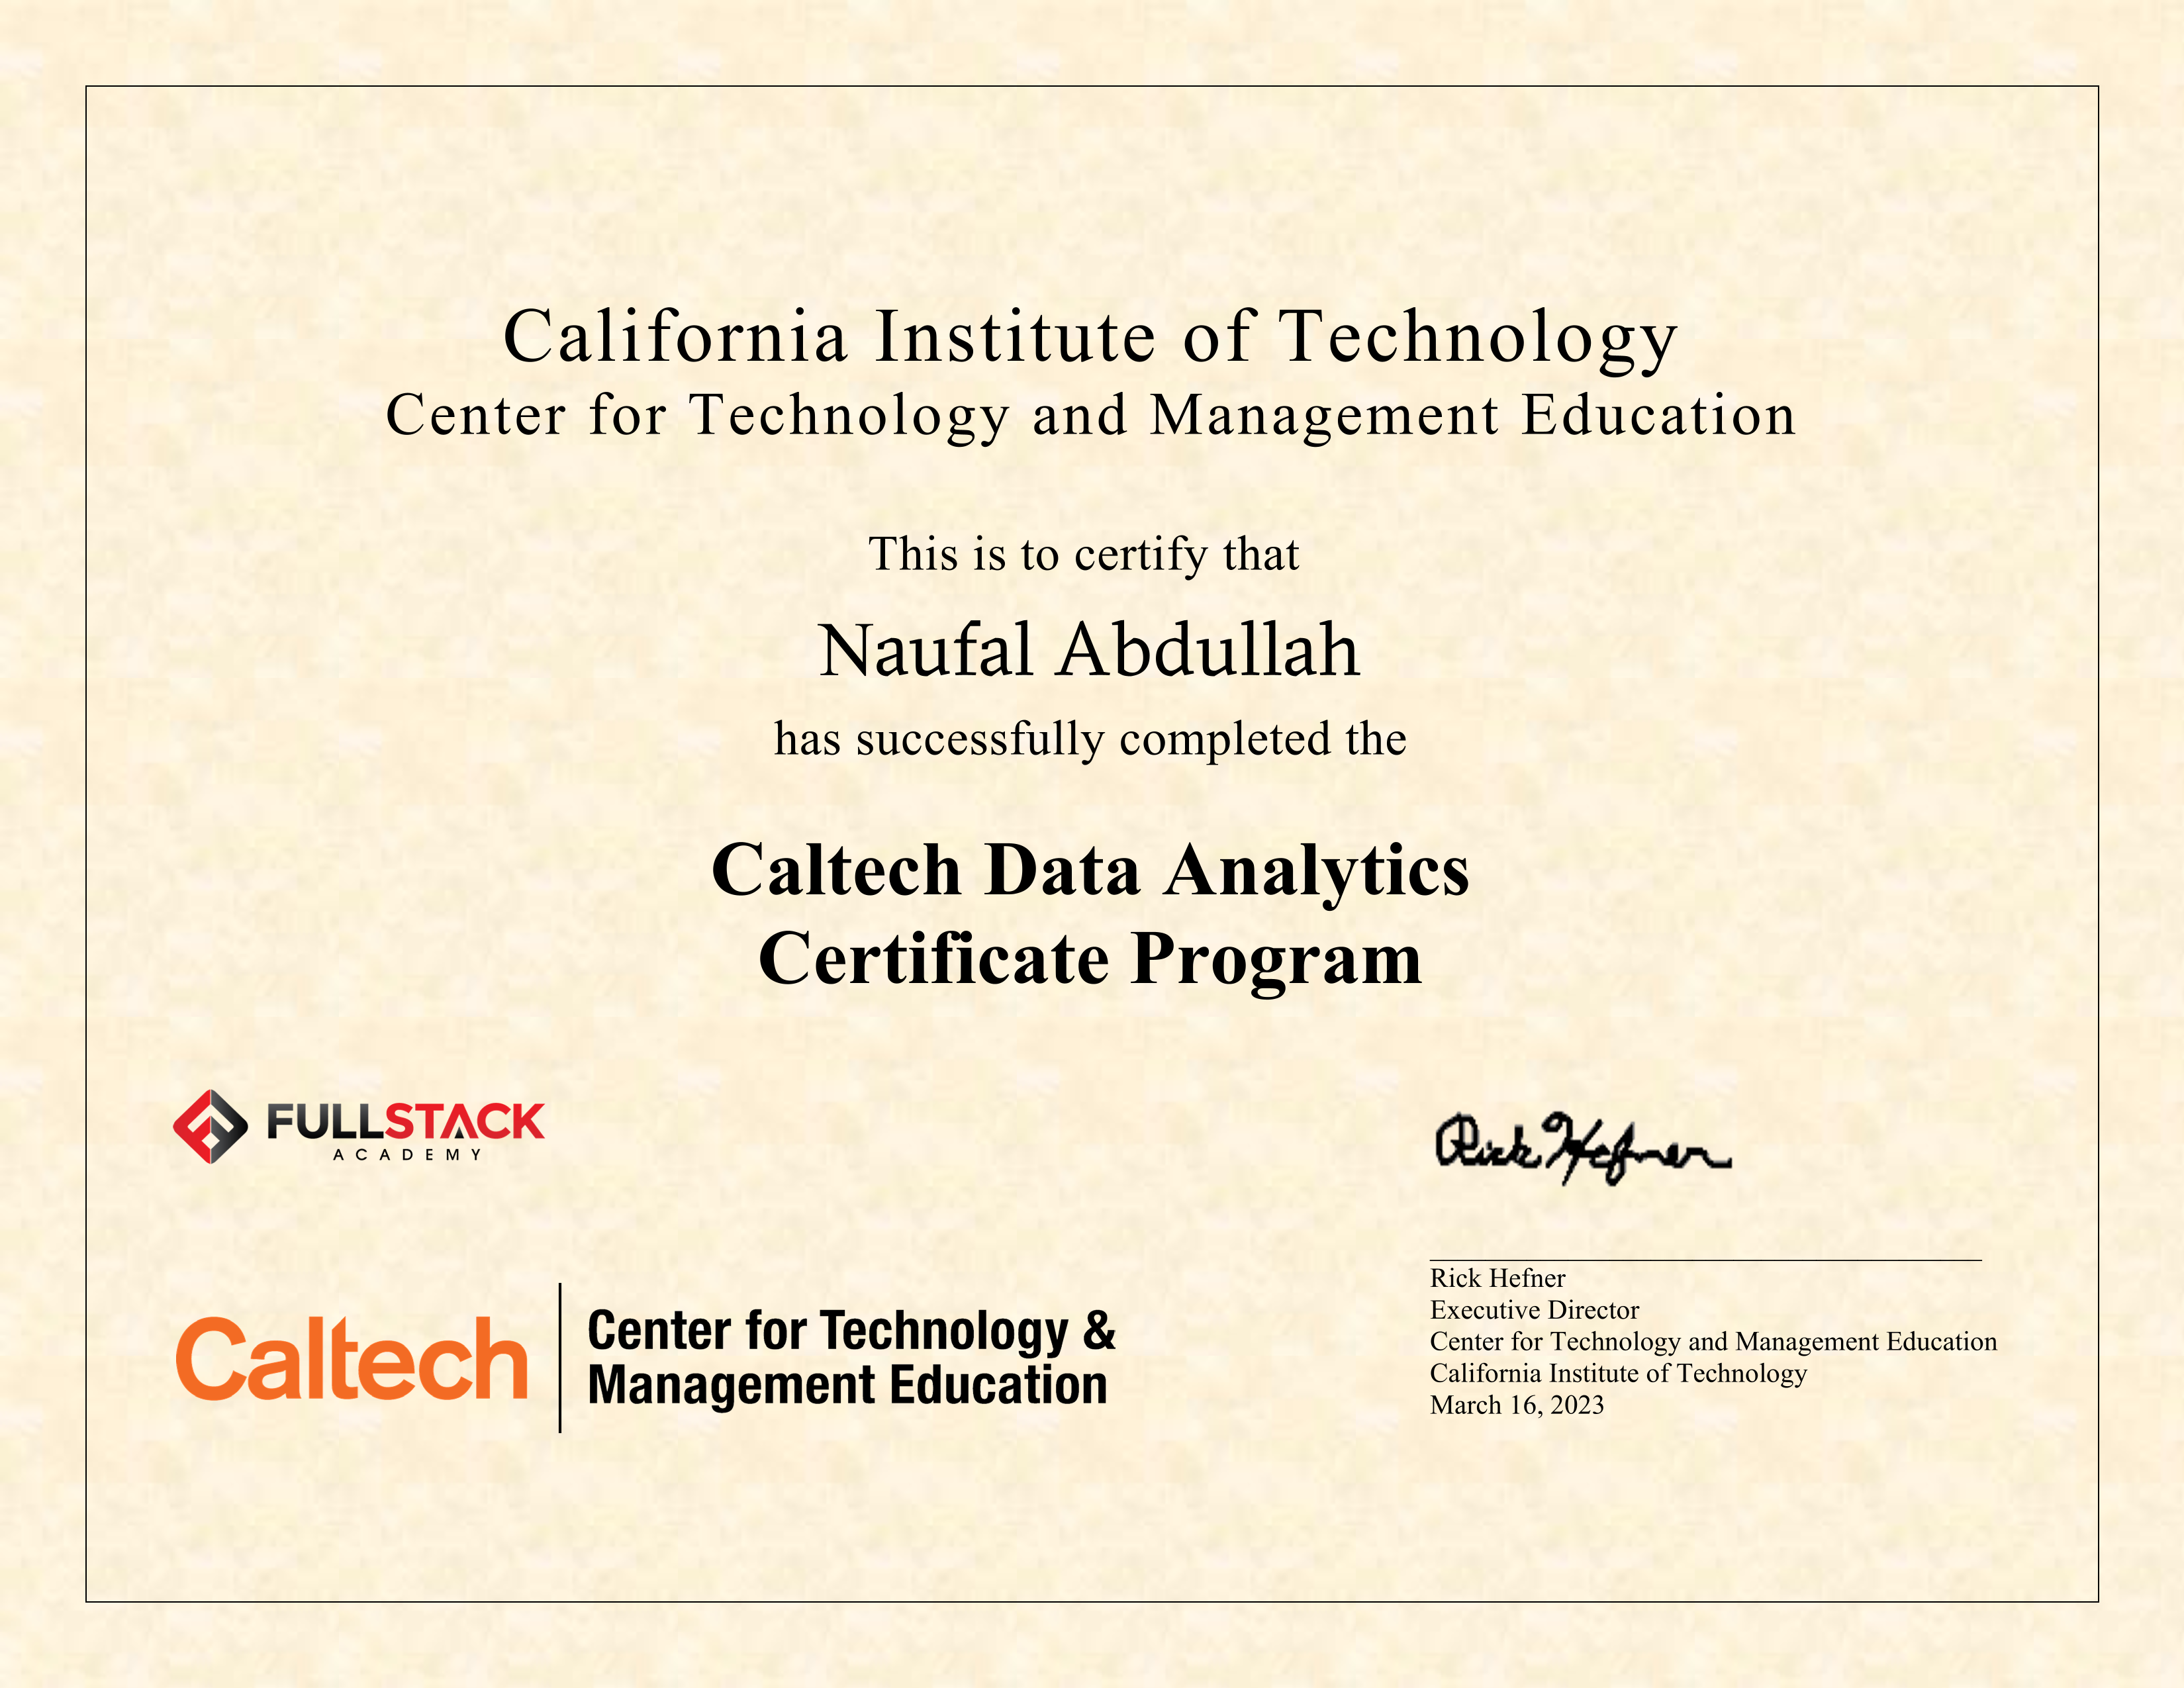 California Institute of Technology
Center for Technology and Management Education
This is to certify that
Naufal Abdullah
has successfully completed the
Caltech Data Analytics
Certificate Program
FULLSTACK
ACADEMY
Rick Hefner
Rick Hefner
Executive Director
Center for Technology and Management Education
California Institute of Technology
March 16, 2023
Caltech
Center for Technology &
Management Education